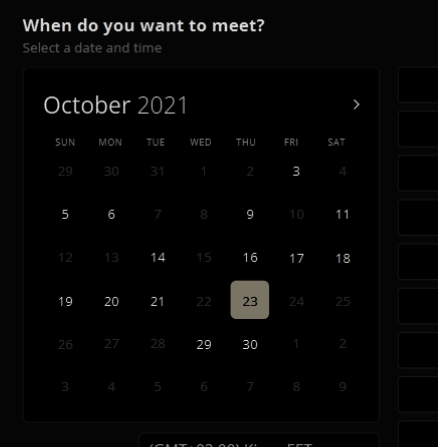 When do you want to meet?
Select a date and time
October 2021
SUN MON TUE WED THU FRI SAT
29 30 31 1 2 3 4
5 6 7 8 9 10 11
12 13 14 15 16 17 18
19 20 21 22 23 24 25
26 27 28 29 30 1 2
3 4 5 6 7 8 9